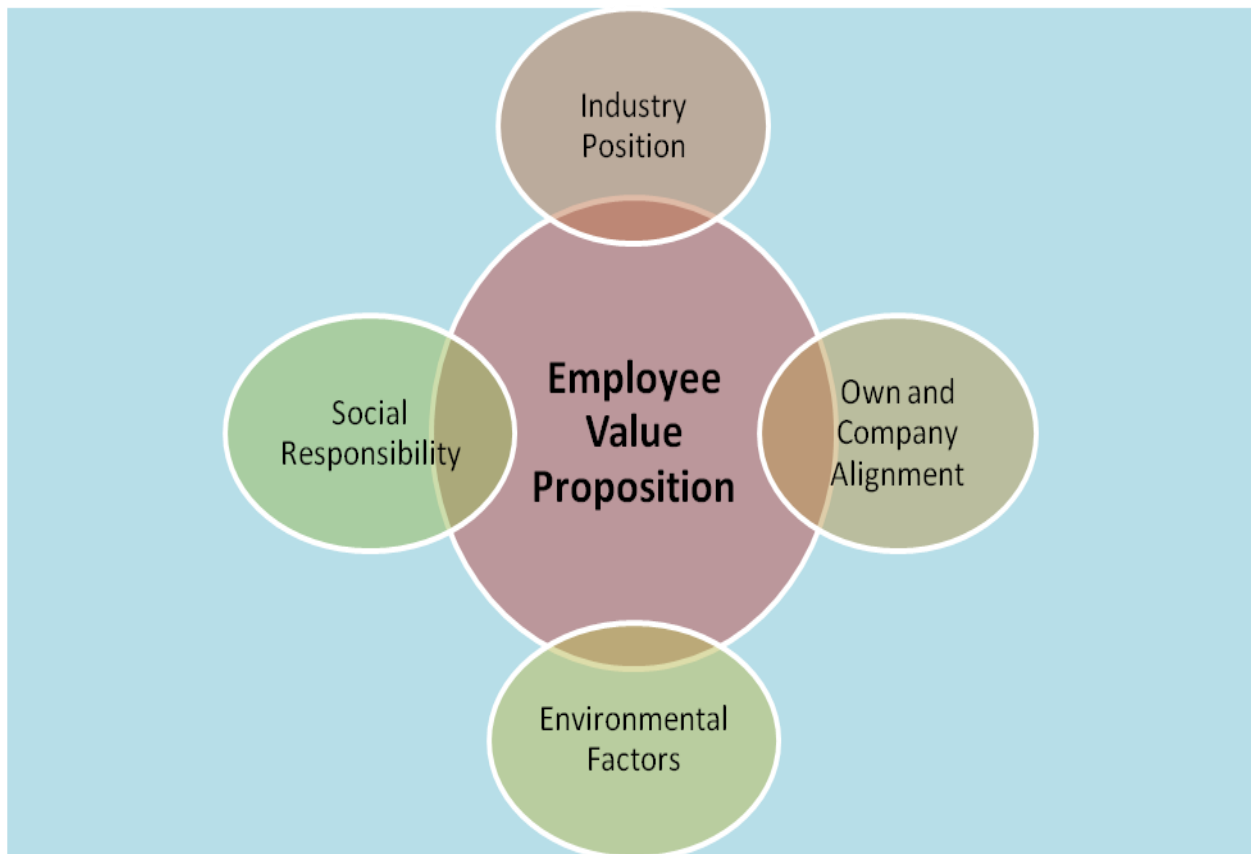 Industry
Position
Social
Responsibility
Employee
Value
Proposition
Own and
Company
Alignment
Environmental
Factors